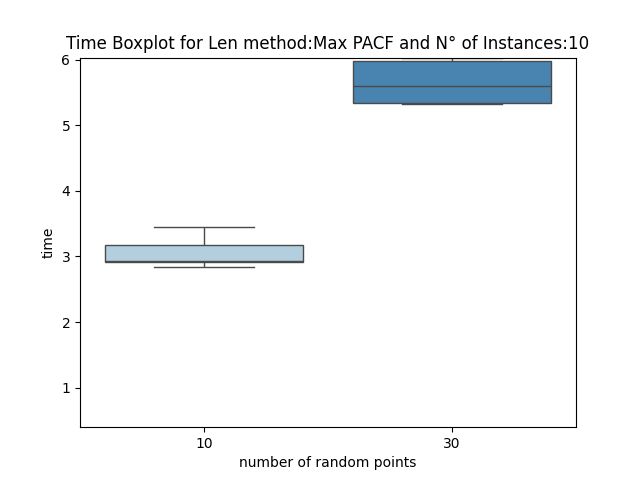 Time Boxplot for Len method:Max PACF and N° of Instances:10
6
5
4
3
2
1
time
10 30
number of random points